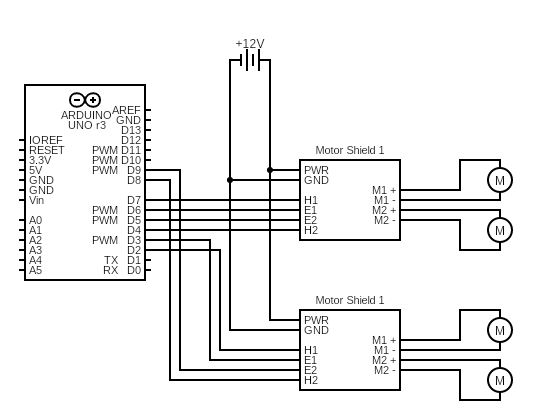 +12V
ARDUINO
UNO r3
AREF
GND
D13
IOREF D12
RESET PWM D11
3.3V PWM D10
5V PWM D9
GND D8
GND
Vin D7
PWM D6
A0 PWM D5
A1 D4
A2 PWM D3
A3 D2
A4 TX D1
A5 RX D0
Motor Shield 1
PWR
GND
M1 +
H1 M1 -
E1 M2 +
E2 M2 -
H2
M
M
Motor Shield 1
PWR
GND
M1 +
H1 M1 -
E1 M2 +
E2 M2 -
H2
M
M